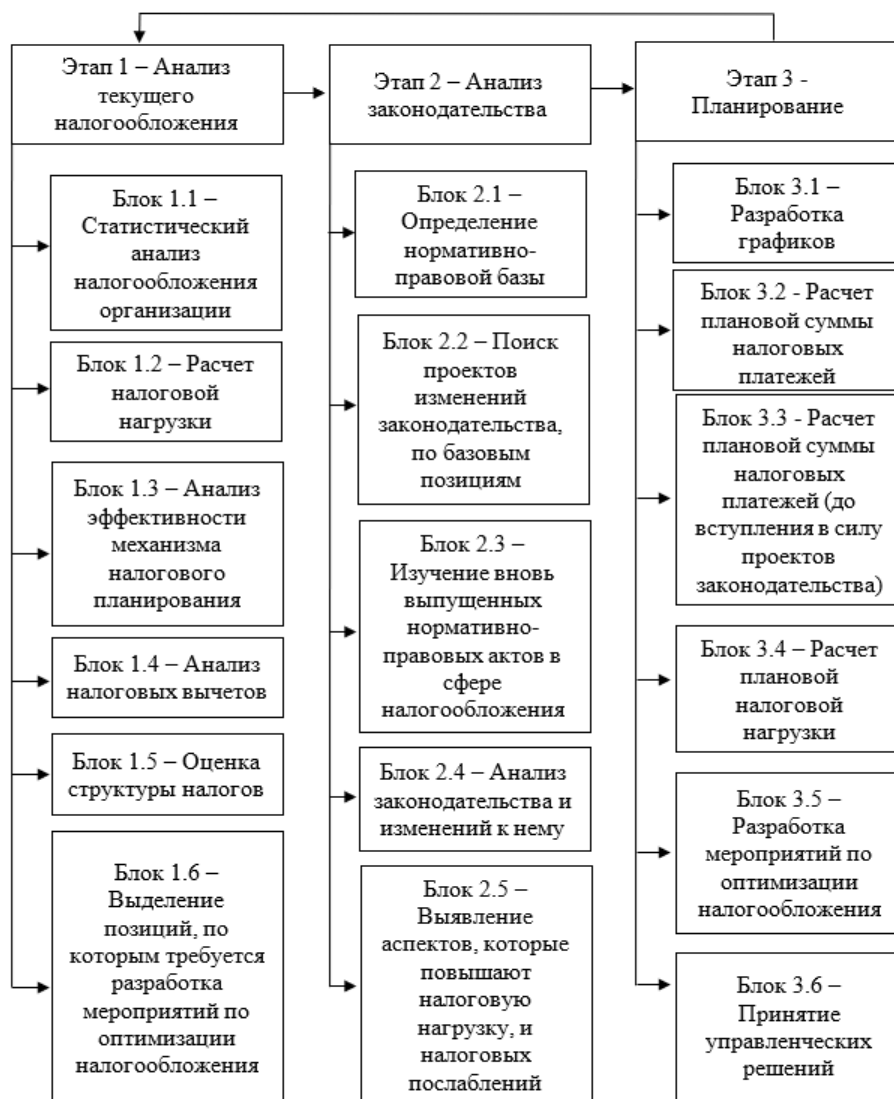 Этап 1 – Анализ
текущего
налогообложения
Блок 1.1 –
Статистический
анализ
налогообложения
организации
Блок 1.2 – Расчет
налоговой
нагрузки
Блок 1.3 – Анализ
эффективности
механизма
налогового
планирования
Блок 1.4 – Анализ
налоговых вычетов
Блок 1.5 – Оценка
структуры налогов
Блок 1.6 –
Выделение
позиций, по
которым требуется
разработка
мероприятий по
оптимизации
налогообложения
Этап 2 – Анализ
законодательства
Блок 2.1 –
Определение
нормативно-
правовой базы
Блок 2.2 – Поиск
проектов
изменений
законодательства,
по базовым
позициям
Блок 2.3 –
Изучение вновь
выпущенных
нормативно-
правовых актов в
сфере
налогообложения
Блок 2.4 – Анализ
законодательства и
изменений к нему
Блок 2.5 –
Выявление
аспектов, которые
повышают
налоговую
нагрузку, и
налоговых
послаблений
Этап 3 -
Планирование
Блок 3.1 –
Разработка
графиков
Блок 3.2 - Расчет
плановой суммы
налоговых
платежей
Блок 3.3 - Расчет
плановой суммы
налоговых
платежей (до
вступления в силу
проектов
законодательства)
Блок 3.4 – Расчет
плановой
налоговой
нагрузки
Блок 3.5 –
Разработка
мероприятий по
оптимизации
налогообложения
Блок 3.6 –
Принятие
управленческих
решений